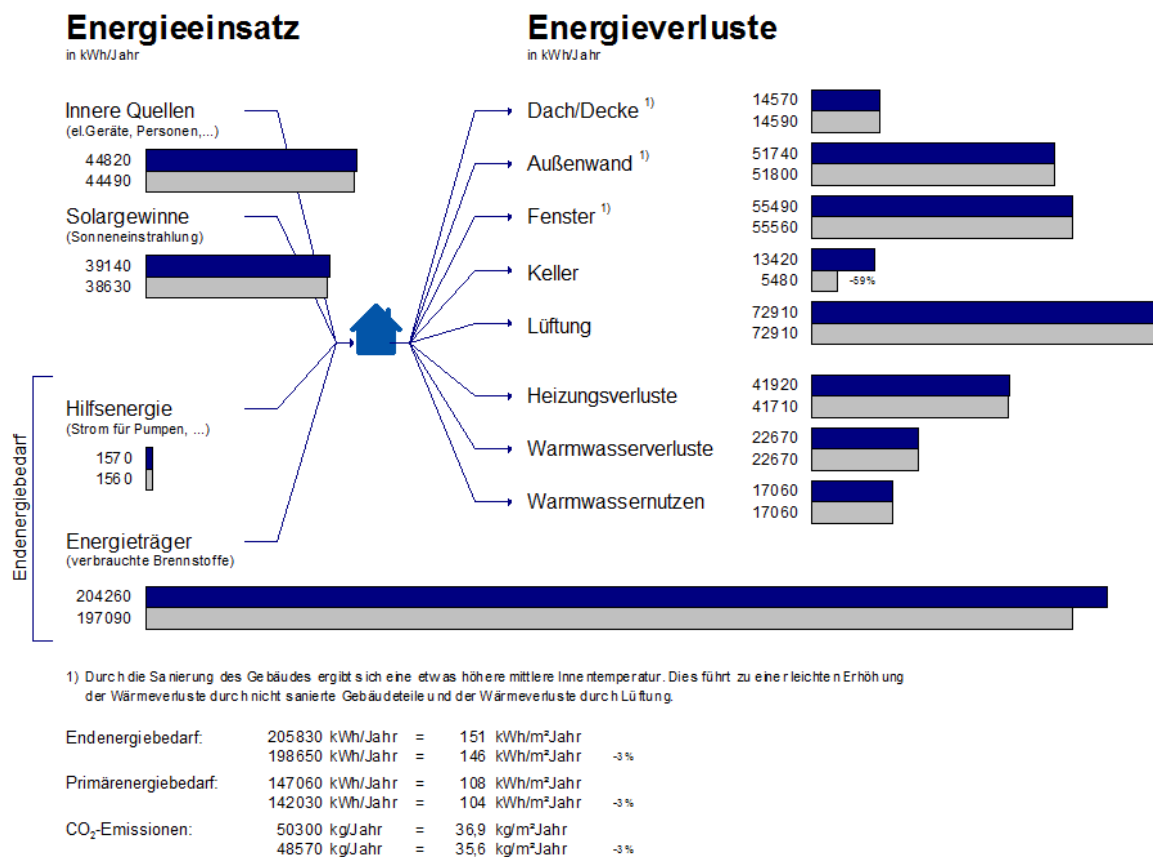 Energieeinsatz
in kWh/Jahr
Innere Quellen
(el.Geräte, Personen,...)
44820
44490
Solargewinne
(Sonneneinstrahlung)
39140
38630
Endenergiebedarf
Hilfsenergie
(Strom für Pumpen, ...)
1570
1560
Energieträger
(verbrauchte Brennstoffe)
204260
197090
Energieverluste
in kWh/Jahr
Dach/Decke 1)
14570
14590
Außenwand 1)
51740
51800
Fenster 1)
55490
55560
Keller
13420
5480 -59%
Lüftung
72910
72910
Heizungsverluste
41920
41710
Warmwasserverluste
22670
22670
Warmwassernutzen
17060
17060
1) Durch die Sanierung des Gebäudes ergibt sich eine etwas höhere mittlere Innentemperatur. Dies führt zu einer leichten Erhöhung
der Wärmeverluste durch nicht sanierte Gebäudeteile und der Wärmeverluste durch Lüftung.
Endenergiebedarf: 205830 kWh/Jahr = 151 kWh/m²Jahr
198650 kWh/Jahr = 146 kWh/m²Jahr -3%
Primärenergiebedarf: 147060 kWh/Jahr = 108 kWh/m²Jahr
142030 kWh/Jahr = 104 kWh/m²Jahr -3%
CO₂-Emissionen: 50300 kg/Jahr = 36,9 kg/m²Jahr
48570 kg/Jahr = 35,6 kg/m²Jahr -3%